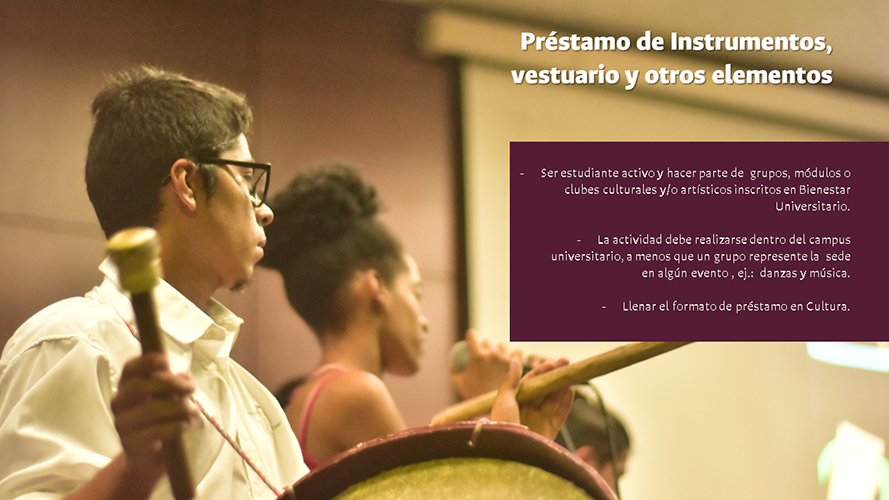 Préstamo de Instrumentos,
vestuario y otros elementos
- Ser estudiante activo y hacer parte de grupos, módulos o
clubes culturales y/o artísticos inscritos en Bienestar
Universitario.
- La actividad debe realizarse dentro del campus
universitario, a menos que un grupo represente la sede
en algún evento , ej.: danzas y música.
- Llenar el formato de préstamo en Cultura.